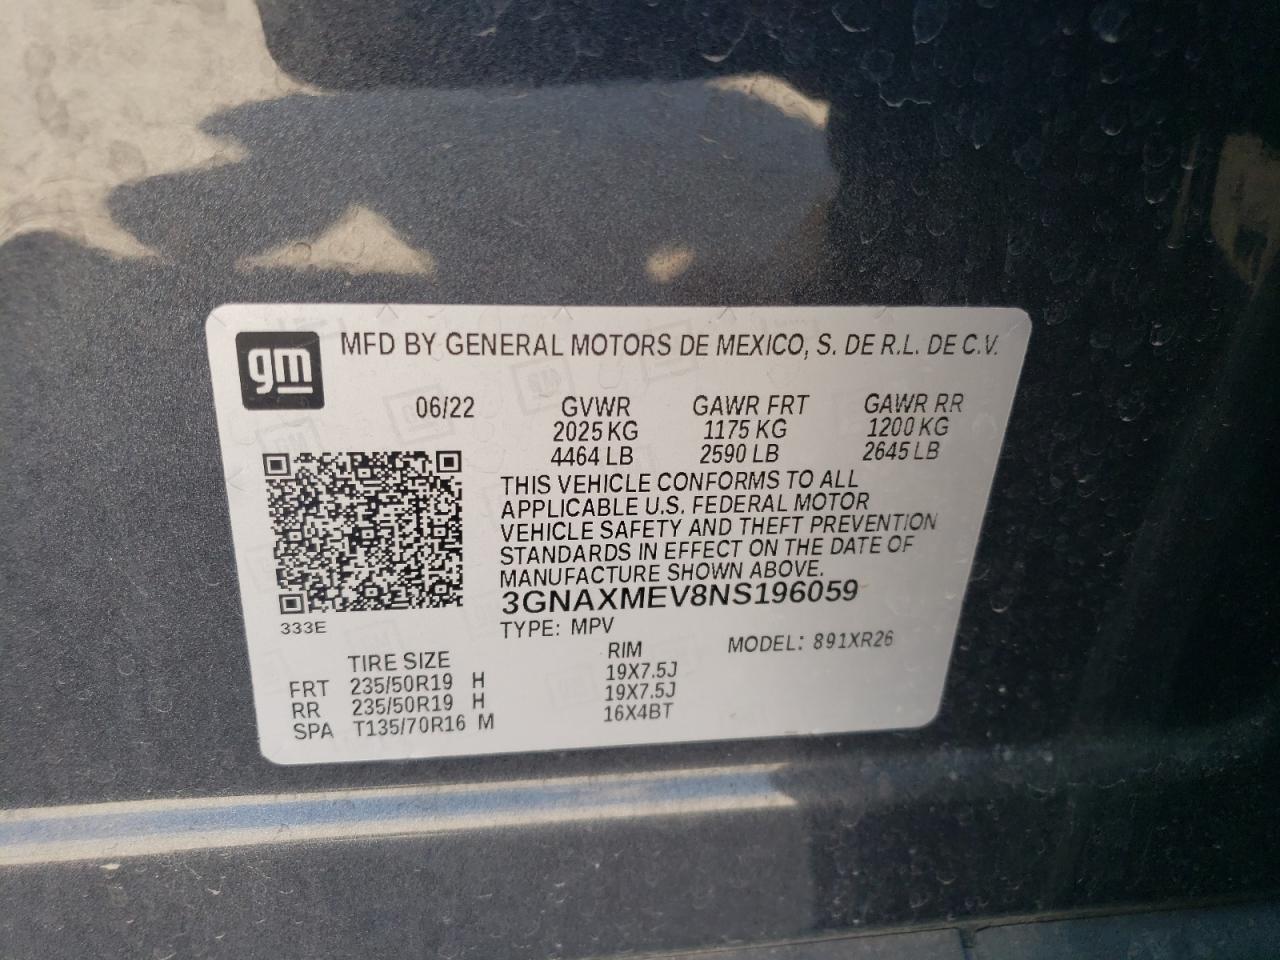 gm
MFD BY GENERAL MOTORS DE MEXICO, S. DE R.L. DE C.V.
06/22 GVWR GAWR FRT GAWR RR
2025 KG 1175 KG 1200 KG
4464 LB 2590 LB 2645 LB
THIS VEHICLE CONFORMS TO ALL
APPLICABLE U.S. FEDERAL MOTOR
VEHICLE SAFETY AND THEFT PREVENTION
STANDARDS IN EFFECT ON THE DATE OF
MANUFACTURE SHOWN ABOVE.
3GNAXMEV8NS196059
333E
TYPE: MPV MODEL: 891XR26
TIRE SIZE RIM
FRT 235/50R19 H 19X7.5J
RR 235/50R19 H 19X7.5J
SPA T135/70R16 M 16X4BT